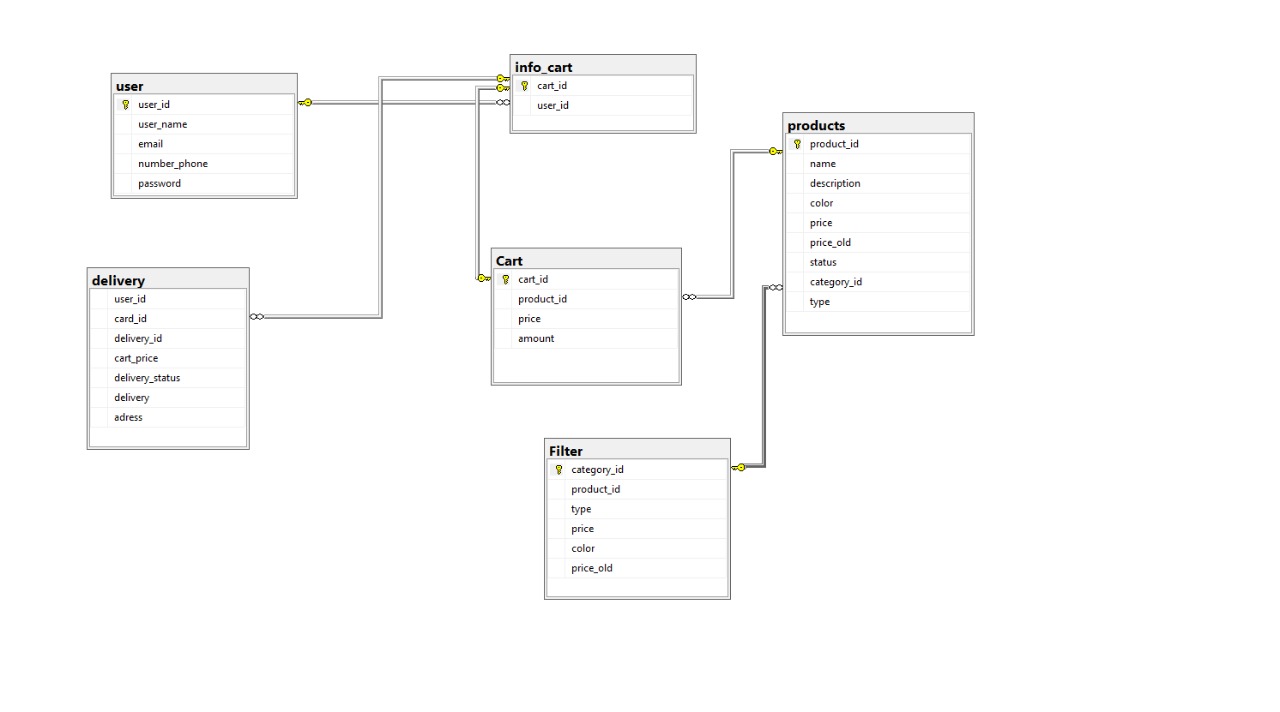 user
user_id
user_name
email
number_phone
password
info_cart
cart_id
user_id
products
product_id
name
description
color
price
price_old
status
category_id
type
delivery
user_id
card_id
delivery_id
cart_price
delivery_status
delivery
adress
Cart
cart_id
product_id
price
amount
Filter
category_id
product_id
type
price
color
price_old